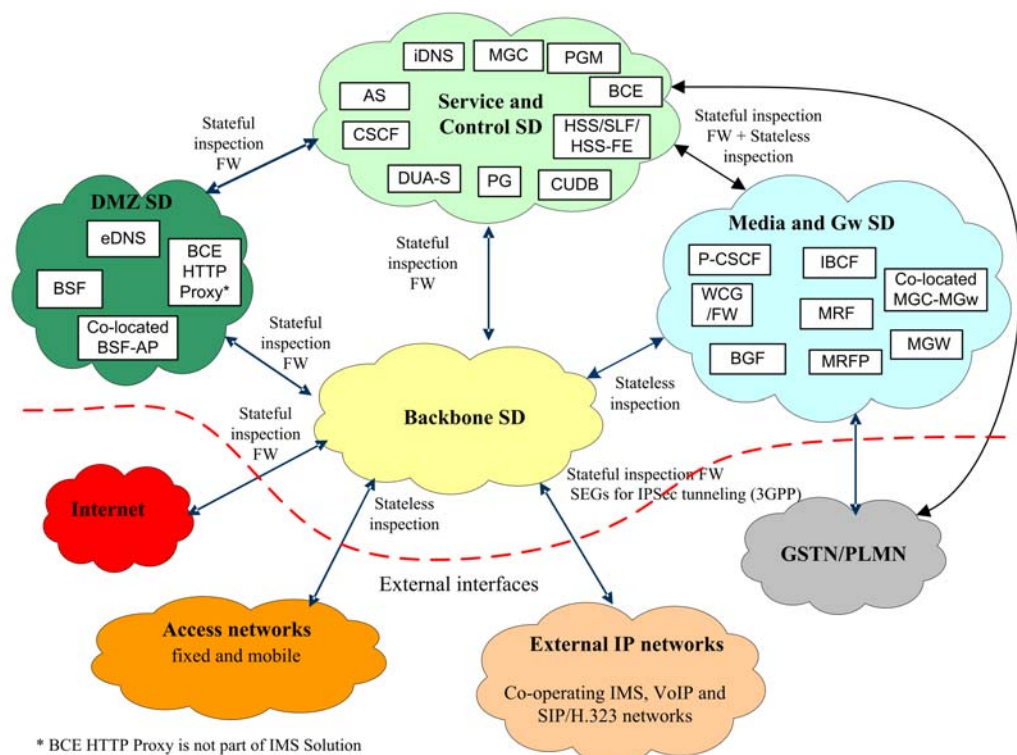 iDNS
MGC
PGM
AS
BCE
Service and
Control SD
CSCF
HSS/SLF/
HSS-FE
DUA-S
PG
CUDB
Stateful
inspection
FW
Stateful inspection
FW + Stateless
inspection
DMZ SD
eDNS
BCE
HTTP
Proxy*
BSF
Co-located
BSF-AP
Stateful
inspection
FW
Media and Gw SD
P-CSCF
IBCF
Co-located
MGC-MGw
WCG
/FW
MRF
MGW
BGF
MRFP
Stateful
inspection
FW
Stateless
inspection
Backbone SD
Stateful
inspection
FW
Internet
Stateless
inspection
Stateful inspection FW
SEGs for IPSec tunneling (3GPP)
GSTN/PLMN
External interfaces
Access networks
fixed and mobile
External IP networks
Co-operating IMS, VoIP and
SIP/H.323 networks
* BCE HTTP Proxy is not part of IMS Solution